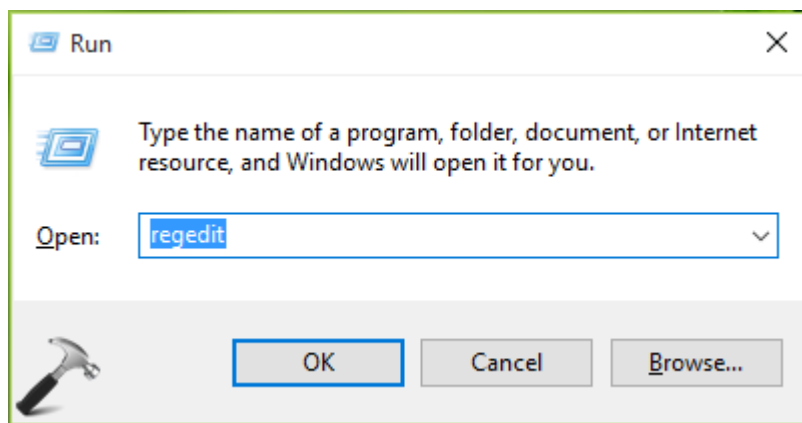 Run
Type the name of a program, folder, document, or Internet
resource, and Windows will open it for you.
Open: regedit
OK Cancel Browse...